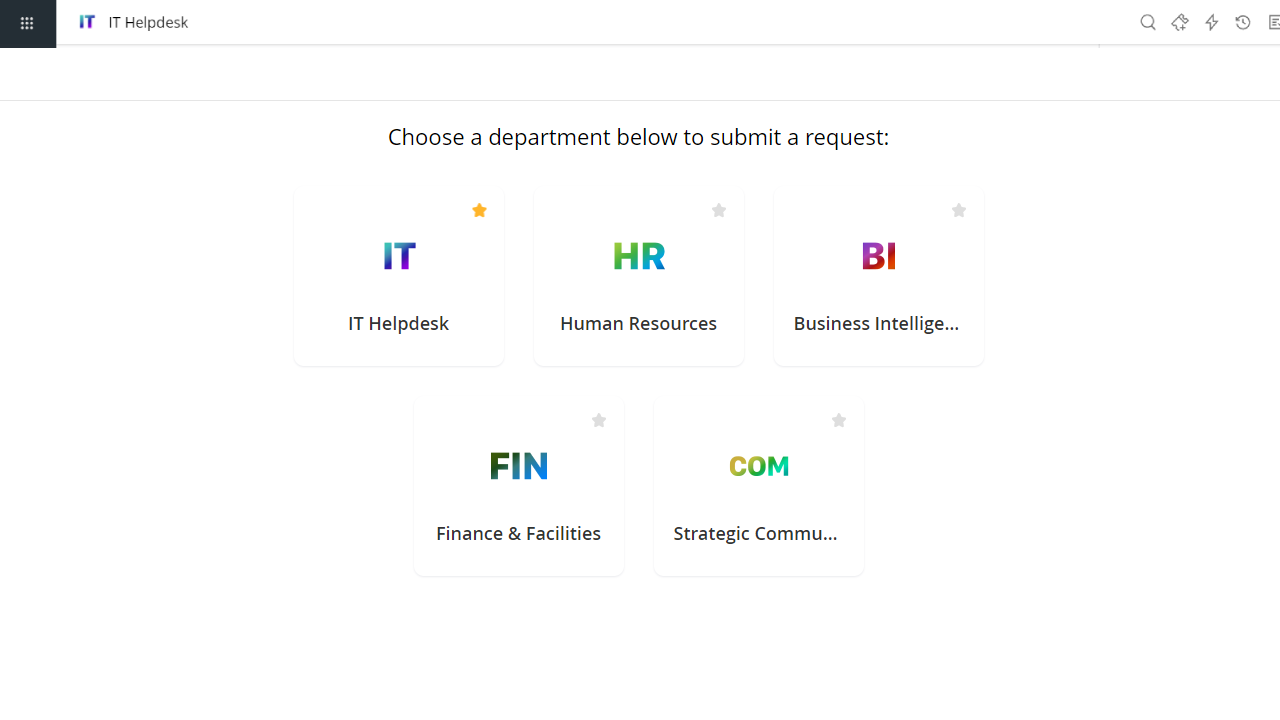 IT IT Helpdesk
Choose a department below to submit a request:
IT HR BI
IT Helpdesk Human Resources Business Intellige...
FIN COM
Finance & Facilities Strategic Commu...